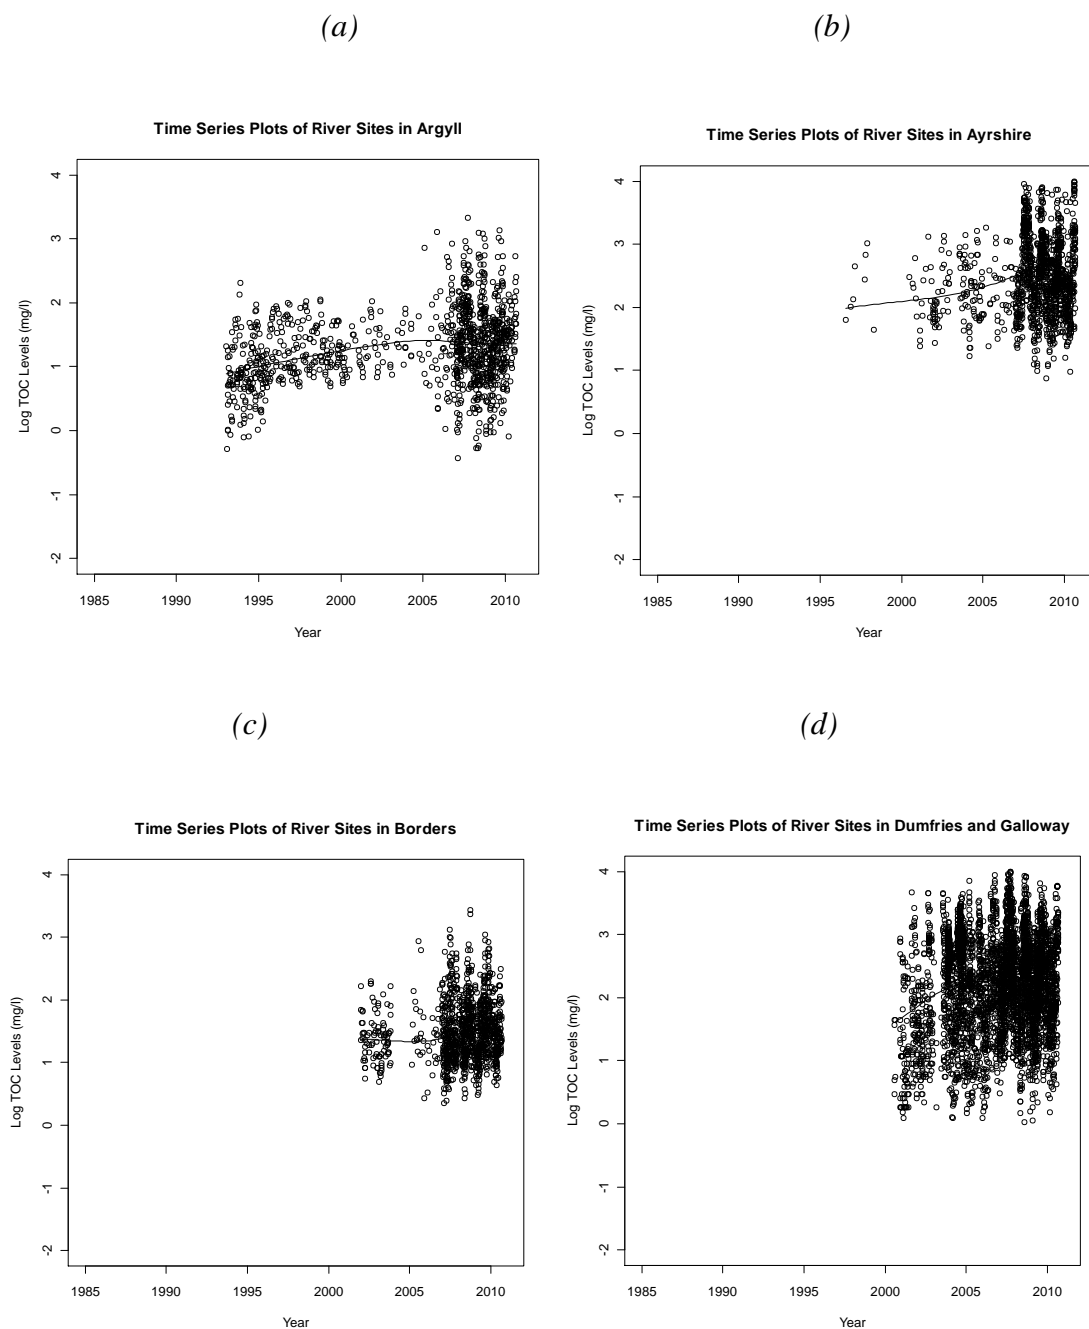 (a)
(b)
Time Series Plots of River Sites in Argyll
Log TOC Levels (mg/l)
4
3
2
1
0
-1
-2
1985 1990 1995 2000 2005 2010
Year
Time Series Plots of River Sites in Ayrshire
Log TOC Levels (mg/l)
4
3
2
1
0
-1
-2
1985 1990 1995 2000 2005 2010
Year
(c)
(d)
Time Series Plots of River Sites in Borders
Log TOC Levels (mg/l)
4
3
2
1
0
-1
-2
1985 1990 1995 2000 2005 2010
Year
Time Series Plots of River Sites in Dumfries and Galloway
Log TOC Levels (mg/l)
4
3
2
1
0
-1
-2
1985 1990 1995 2000 2005 2010
Year